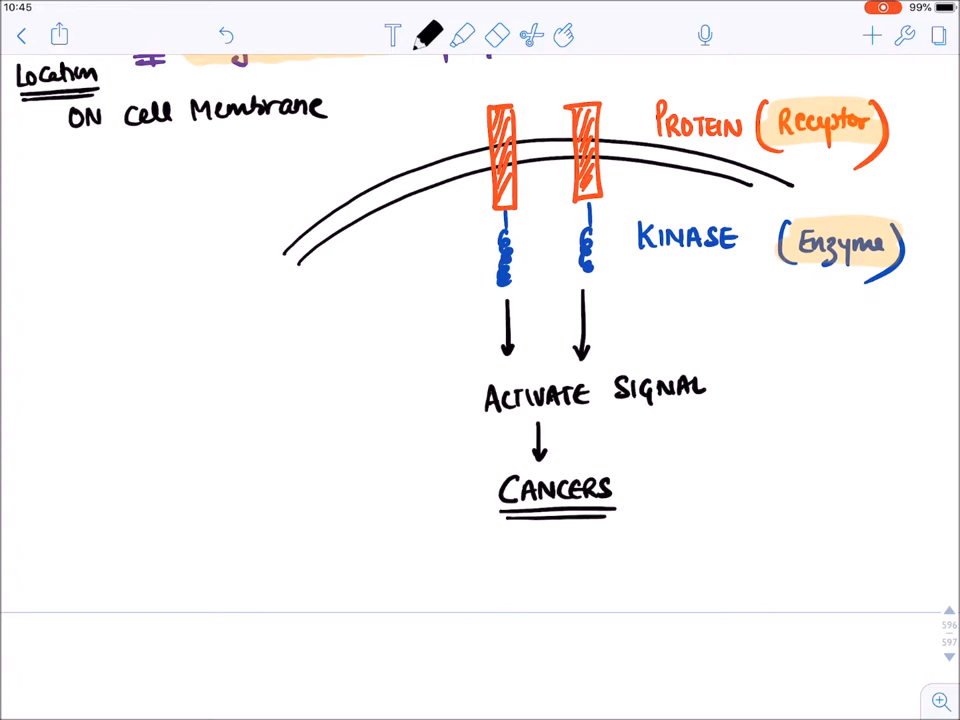 10:45
99%
T
Location
ON Cell Membrane
PROTEIN (Receptor)
KINASE (Enzyme)
ACTIVATE SIGNAL
CANCERS
596
597